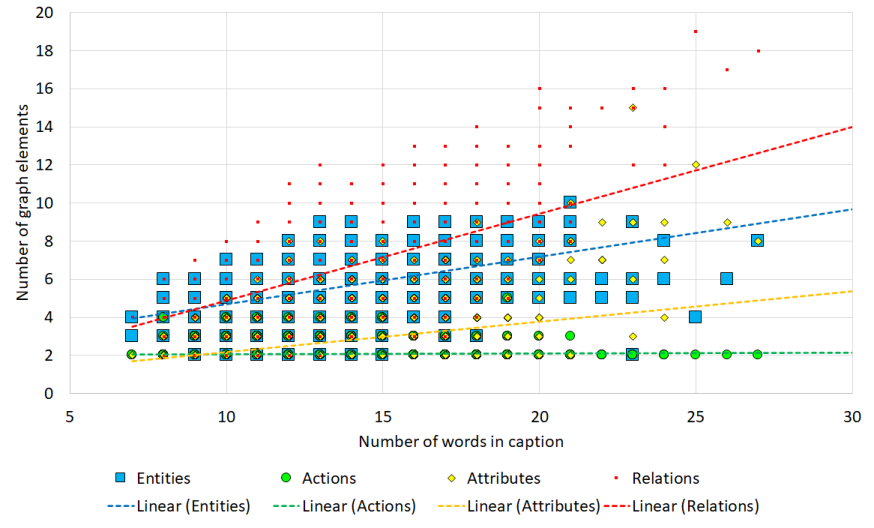 20
18
16
14
12
10
8
6
4
2
0
5 10 15 20 25 30
Number of graph elements
Number of words in caption
Entities Actions Attributes Relations
Linear (Entities) Linear (Actions) Linear (Attributes) Linear (Relations)